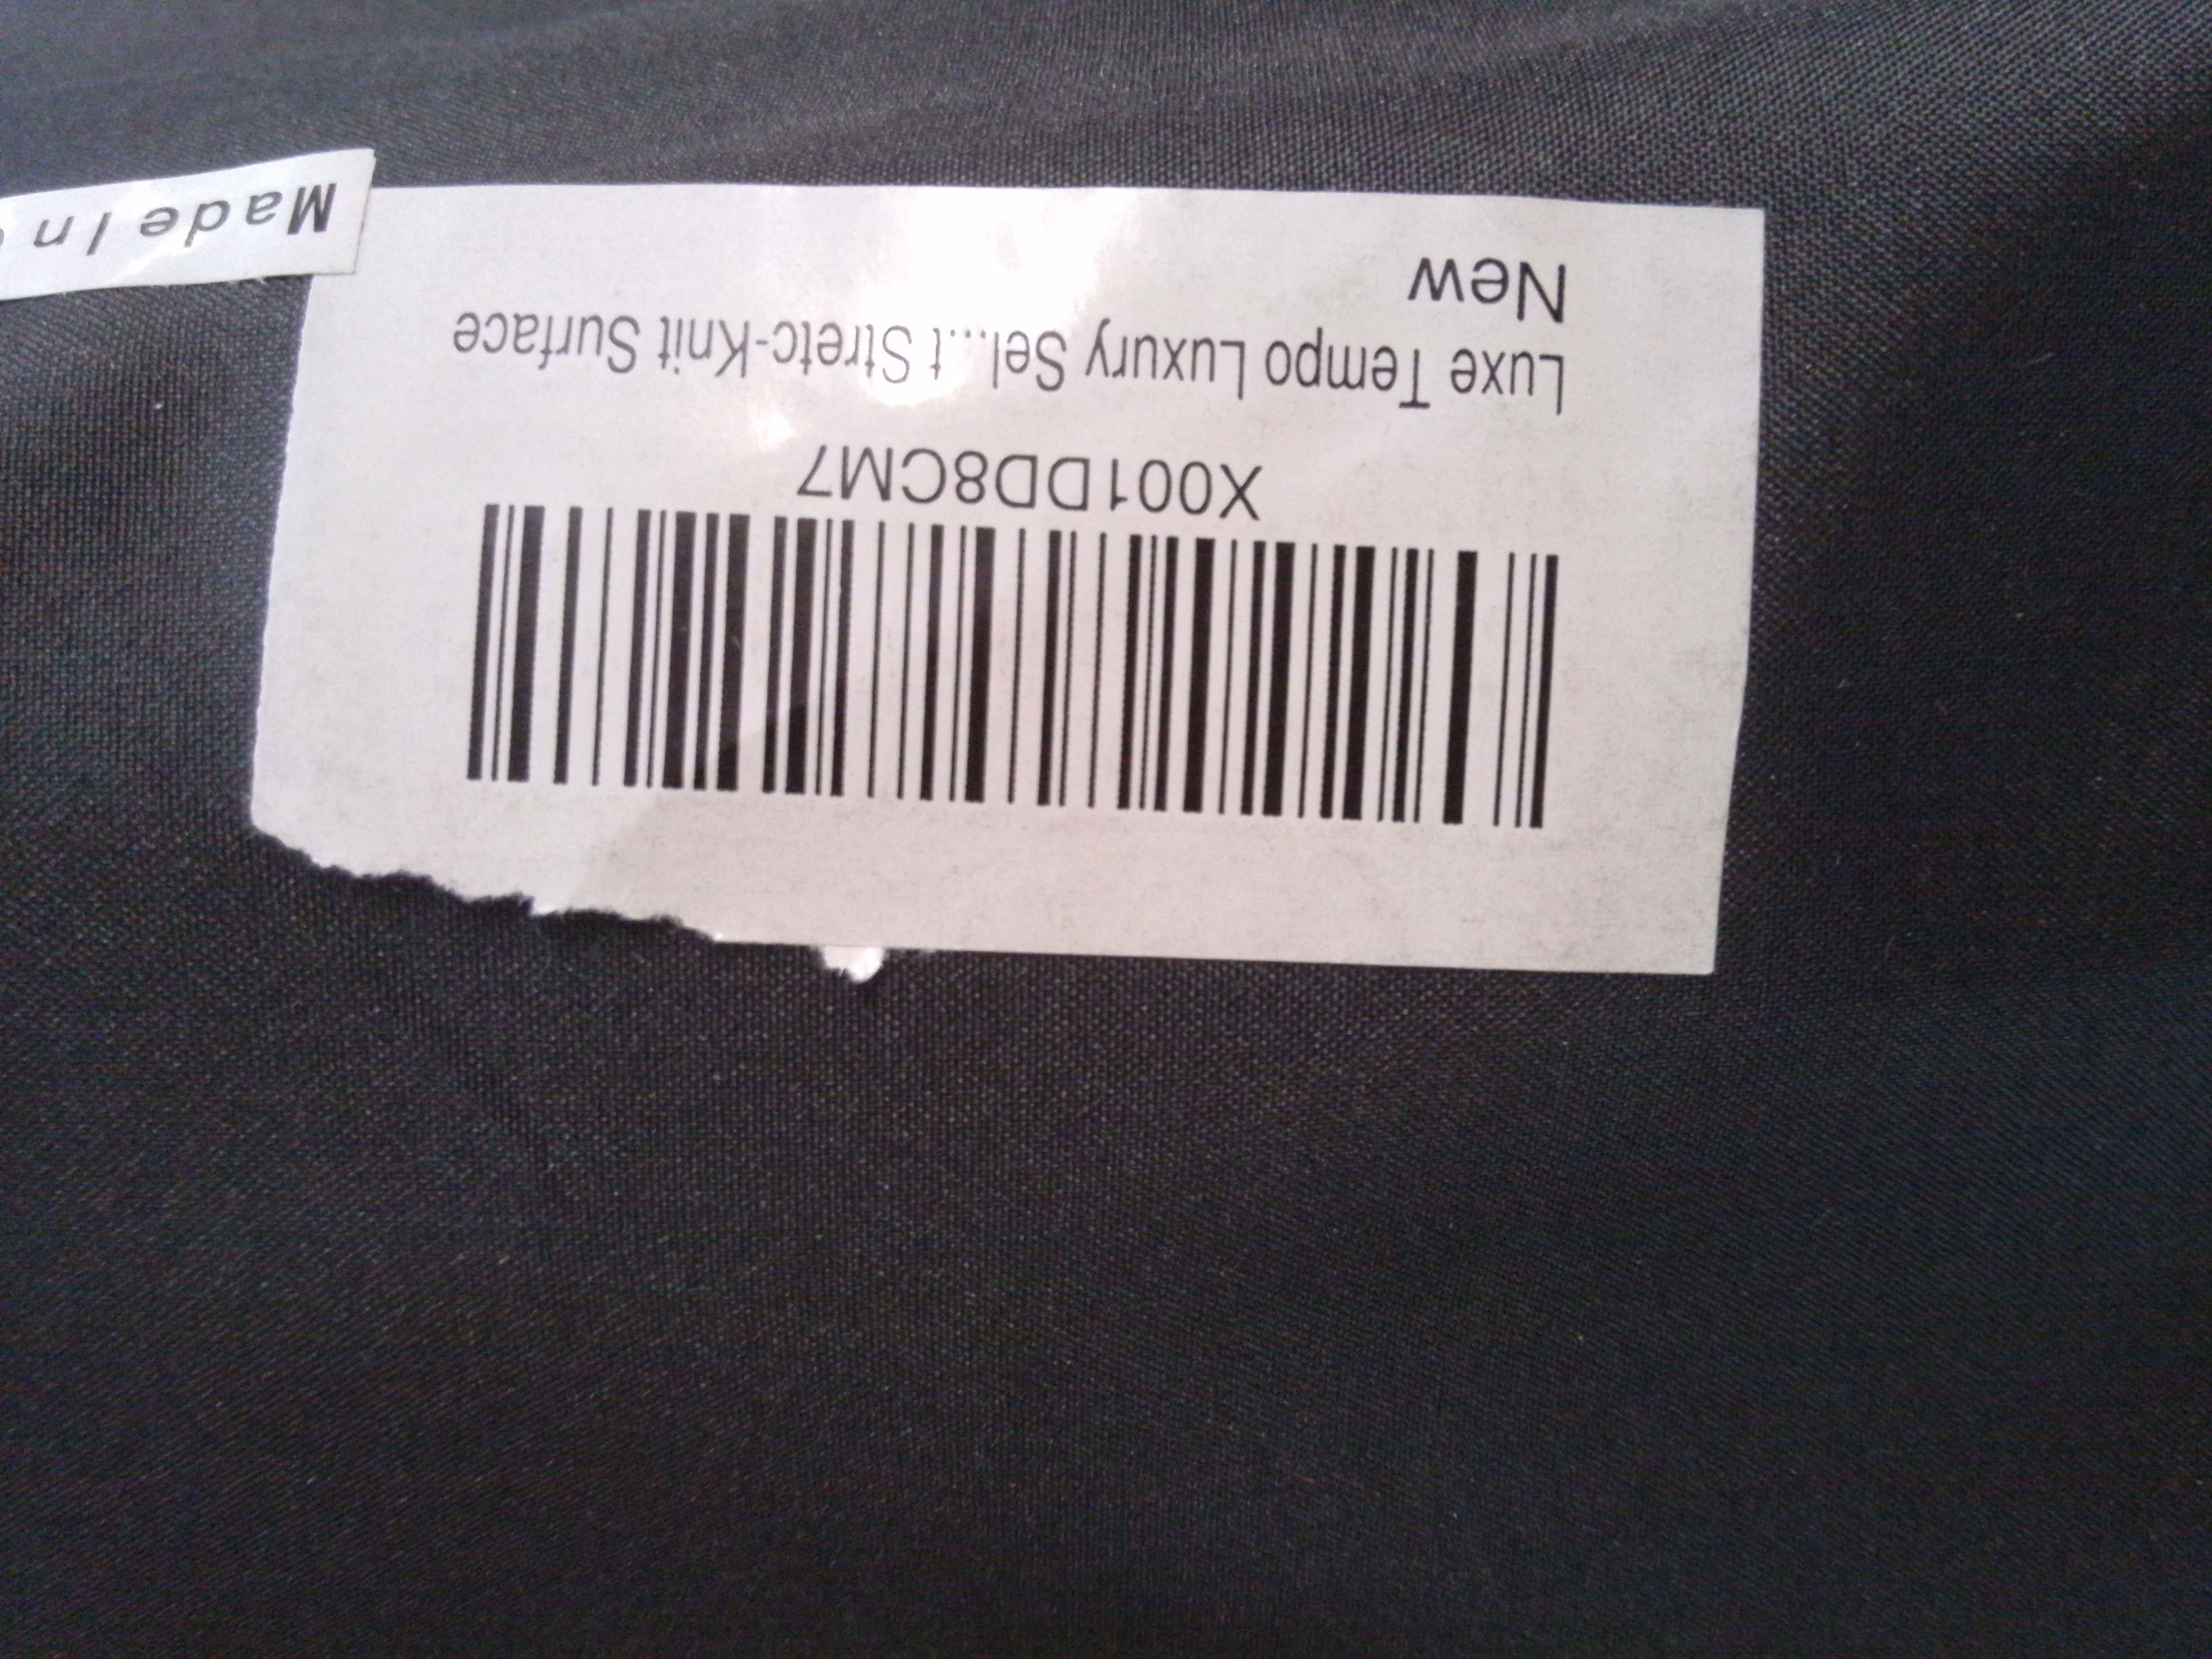 X001DD8CM7
Luxe Tempo Luxury Sel...t Stretc-Knit Surface
New
Made In